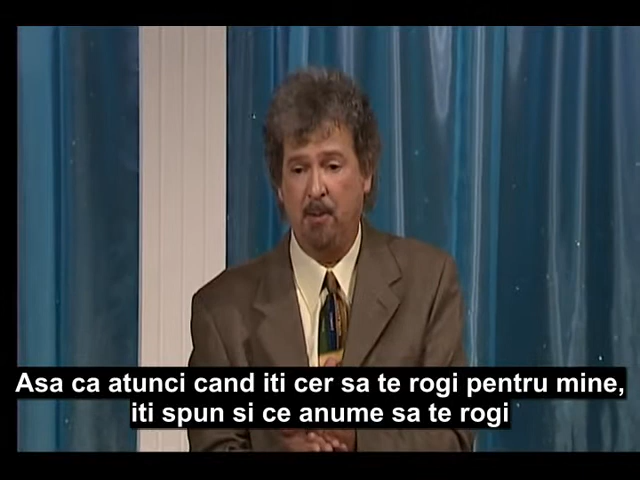 Asa ca atunci cand iti cer sa te rogi pentru mine,
iti spun si ce anume sa te rogi